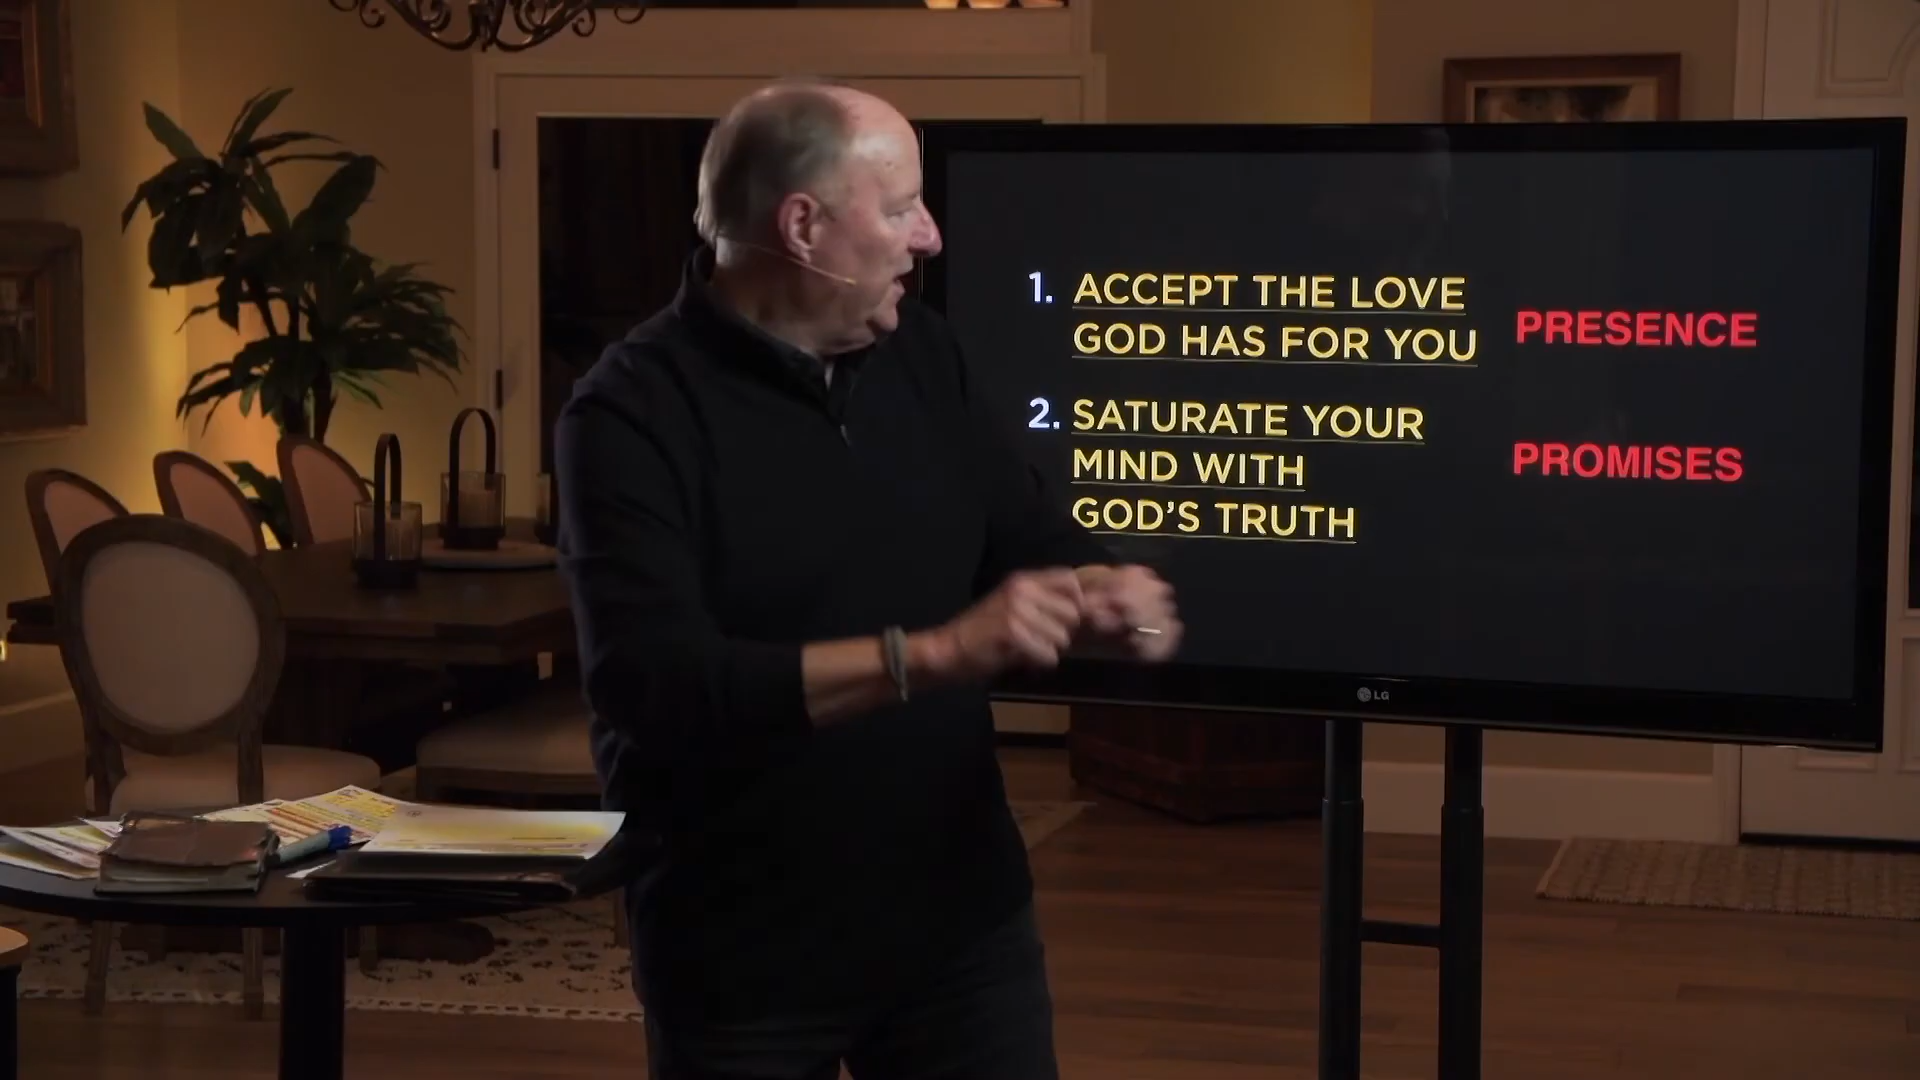 1. ACCEPT THE LOVE
GOD HAS FOR YOU
PRESENCE
2. SATURATE YOUR
MIND WITH
GOD'S TRUTH
PROMISES
LG